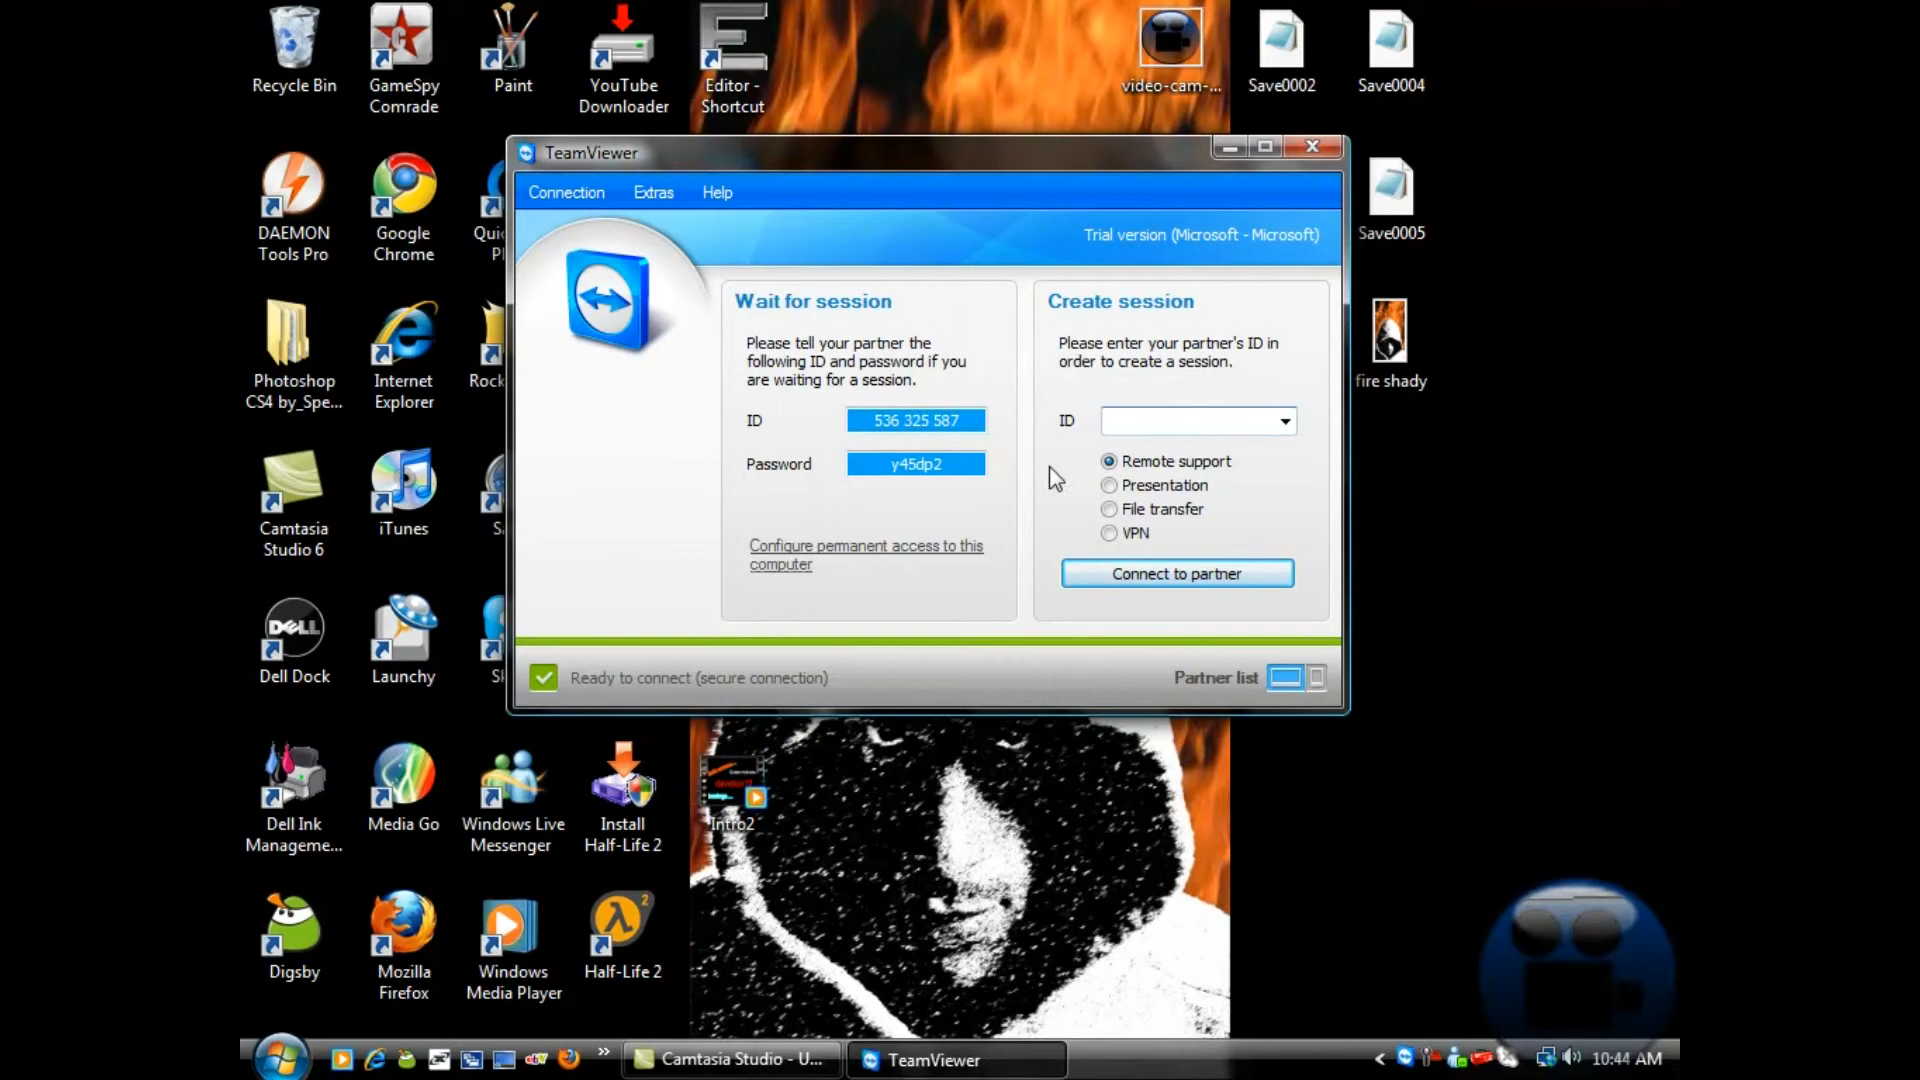 Recycle Bin
GameSpy
Comrade
Paint
YouTube
Downloader
Editor -
Shortcut
video-cam-...
Save0002
Save0004
DAEMON
Tools Pro
Google
Chrome
Save0005
Photoshop
CS4 by_Spe...
Internet
Explorer
fire shady
Camtasia
Studio 6
iTunes
Dell Dock
Launchy
Dell Ink
Manageme...
Media Go
Windows Live
Messenger
Install
Half-Life 2
Intro2
Digsby
Mozilla
Firefox
Windows
Media Player
Half-Life 2
TeamViewer
Connection
Extras
Help
Trial version (Microsoft - Microsoft)
Wait for session
Please tell your partner the
following ID and password if you
are waiting for a session.
ID
536 325 587
Password
y45dp2
Configure permanent access to this
computer
Create session
Please enter your partner's ID in
order to create a session.
ID
Remote support
Presentation
File transfer
VPN
Connect to partner
Ready to connect (secure connection)
Partner list
Camtasia Studio - U...
TeamViewer
10:44 AM